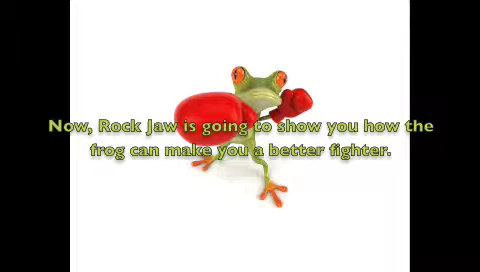 Now, Rock Jaw is going to show you how the
frog can make you a better fighter.